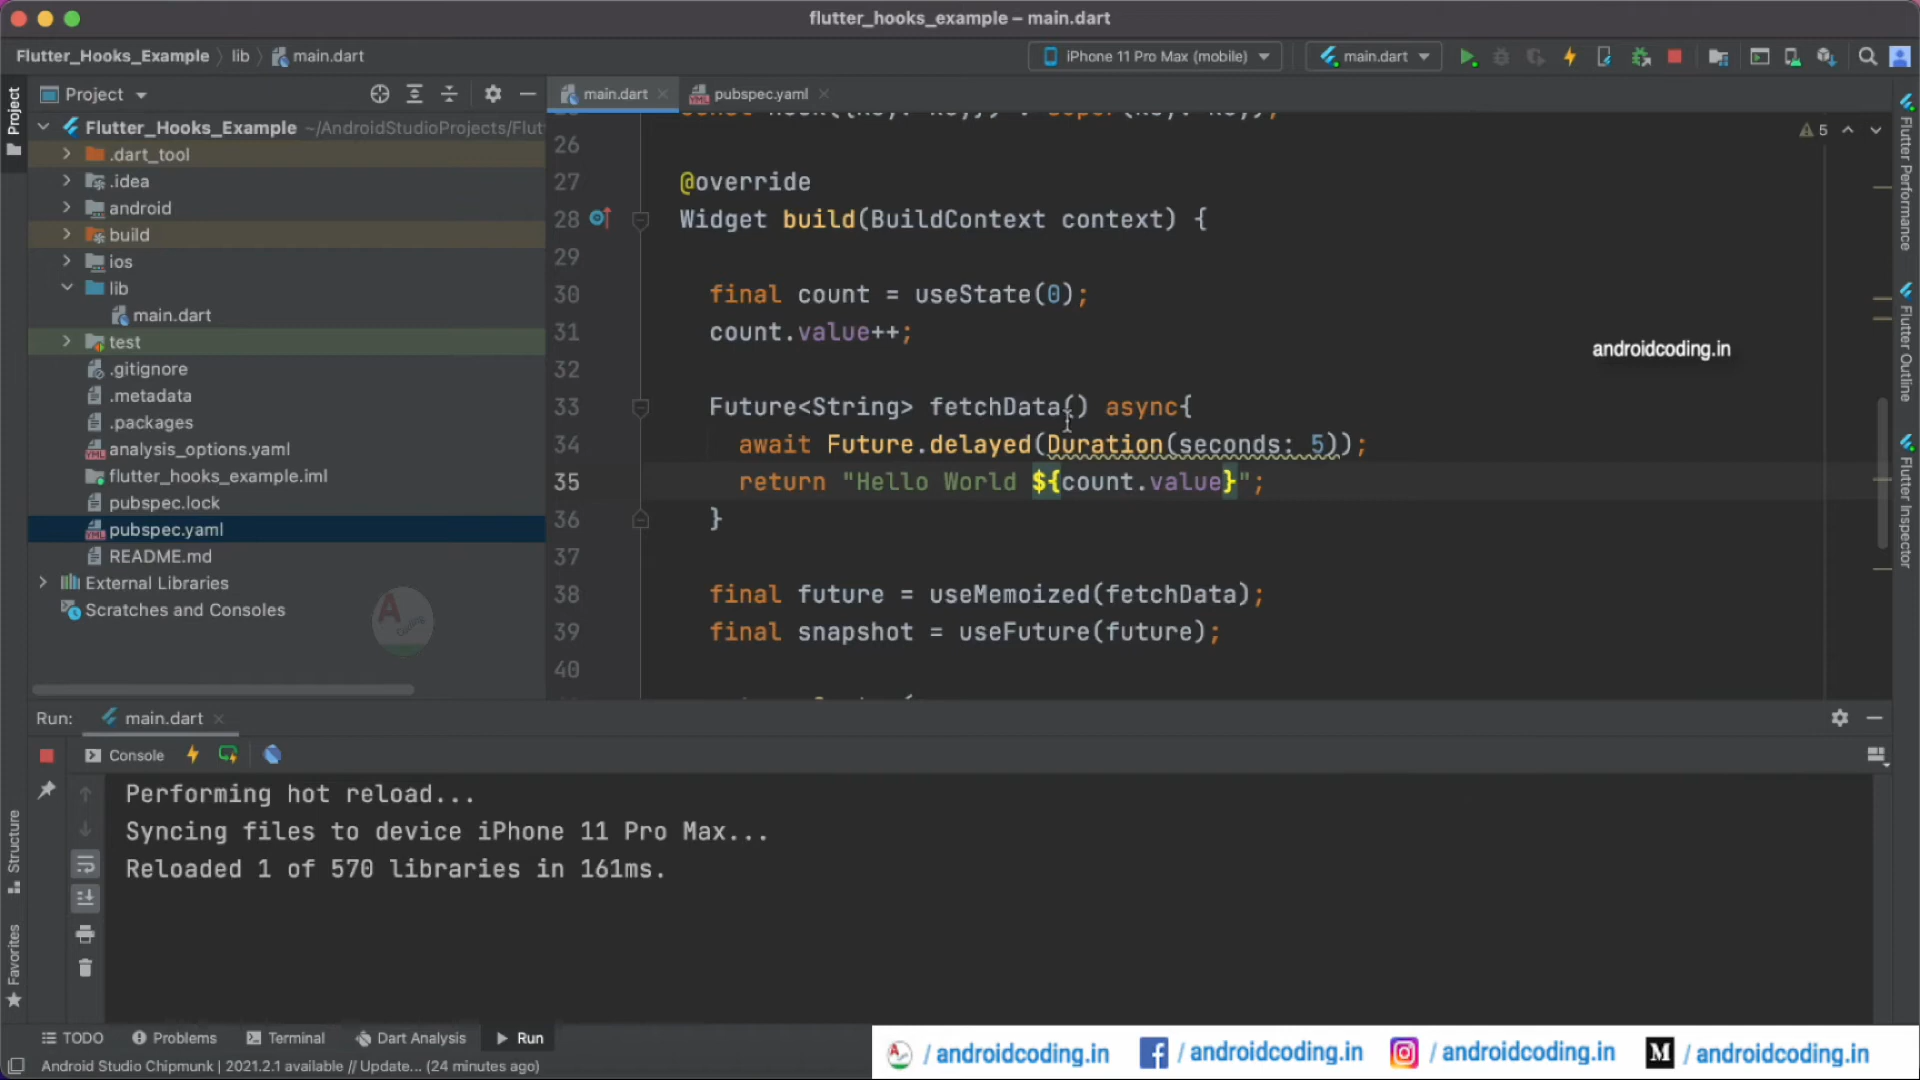 flutter_hooks_example – main.dart
Flutter_Hooks_Example
lib
main.dart
iPhone 11 Pro Max (mobile)
main.dart
Project
Project
main.dart
pubspec.yaml
Flutter_Hooks_Example ~/AndroidStudioProjects/Flut
.dart_tool
.idea
android
build
ios
lib
main.dart
test
.gitignore
.metadata
.packages
analysis_options.yaml
flutter_hooks_example.iml
pubspec.lock
pubspec.yaml
README.md
External Libraries
Scratches and Consoles
5
26
27 @override
28 Widget build(BuildContext context) {
29
30 final count = useState(0);
31 count.value++;
32
33 Future<String> fetchData() async{
34 await Future.delayed(Duration(seconds: 5));
35 return "Hello World ${count.value}";
36 }
37
38 final future = useMemoized(fetchData);
39 final snapshot = useFuture(future);
40
androidcoding.in
Flutter Performance
Flutter Outline
Flutter Inspector
Run:
main.dart
Console
Performing hot reload...
Syncing files to device iPhone 11 Pro Max...
Reloaded 1 of 570 libraries in 161ms.
Structure
Favorites
TODO
Problems
Terminal
Dart Analysis
Run
Android Studio Chipmunk | 2021.2.1 available // Update... (24 minutes ago)
/ androidcoding.in
/ androidcoding.in
/ androidcoding.in
M / androidcoding.in